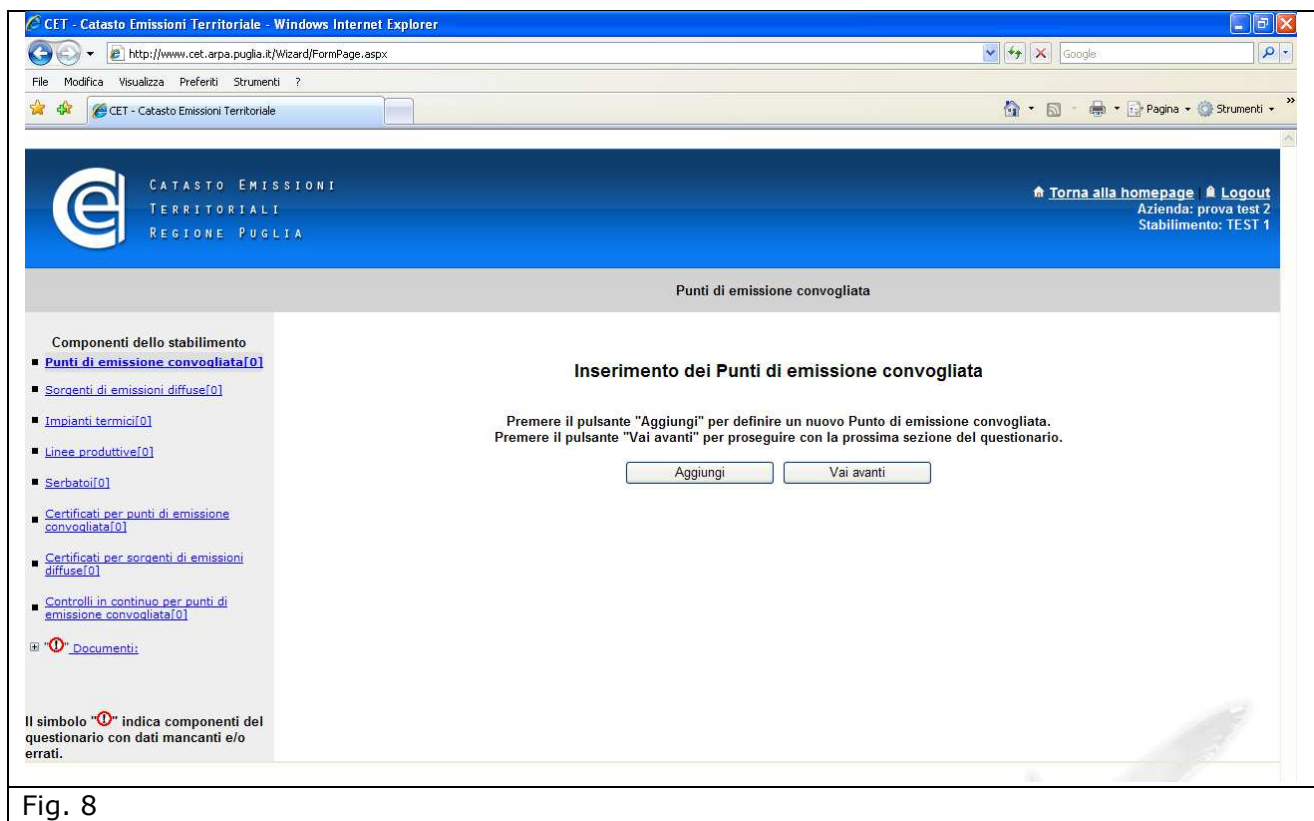 CET - Catasto Emissioni Territoriale - Windows Internet Explorer
http://www.cet.arpa.puglia.it/Wizard/FormPage.aspx
Google
File Modifica Visualizza Preferiti Strumenti ?
CET - Catasto Emissioni Territoriale
Pagina
Strumenti
»
CATASTO EMISSIONI
TERRITORIALI
REGIONE PUGLIA
Torna alla homepage | Logout
Azienda: prova test 2
Stabilimento: TEST 1
Punti di emissione convogliata
Componenti dello stabilimento
Punti di emissione convogliata[0]
Sorgenti di emissioni diffuse[0]
Impianti termici[0]
Linee produttive[0]
Serbatoi[0]
Certificati per punti di emissione
convogliata[0]
Certificati per sorgenti di emissioni
diffuse[0]
Controlli in continuo per punti di
emissione convogliata[0]
"!" Documenti:
Il simbolo "!" indica componenti del
questionario con dati mancanti e/o
errati.
Inserimento dei Punti di emissione convogliata
Premere il pulsante "Aggiungi" per definire un nuovo Punto di emissione convogliata.
Premere il pulsante "Vai avanti" per proseguire con la prossima sezione del questionario.
Aggiungi
Vai avanti
Fig. 8